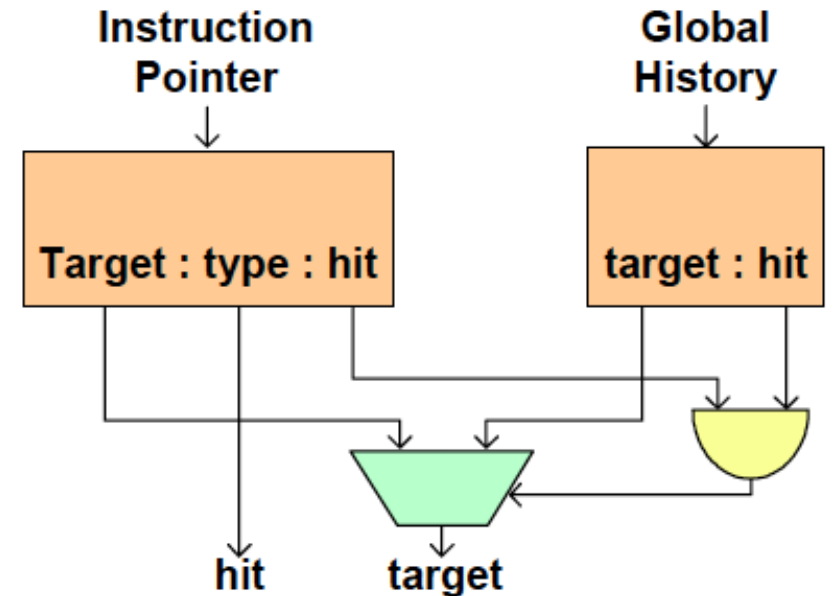 Instruction
Pointer
Global
History
Target : type : hit
target : hit
hit
target